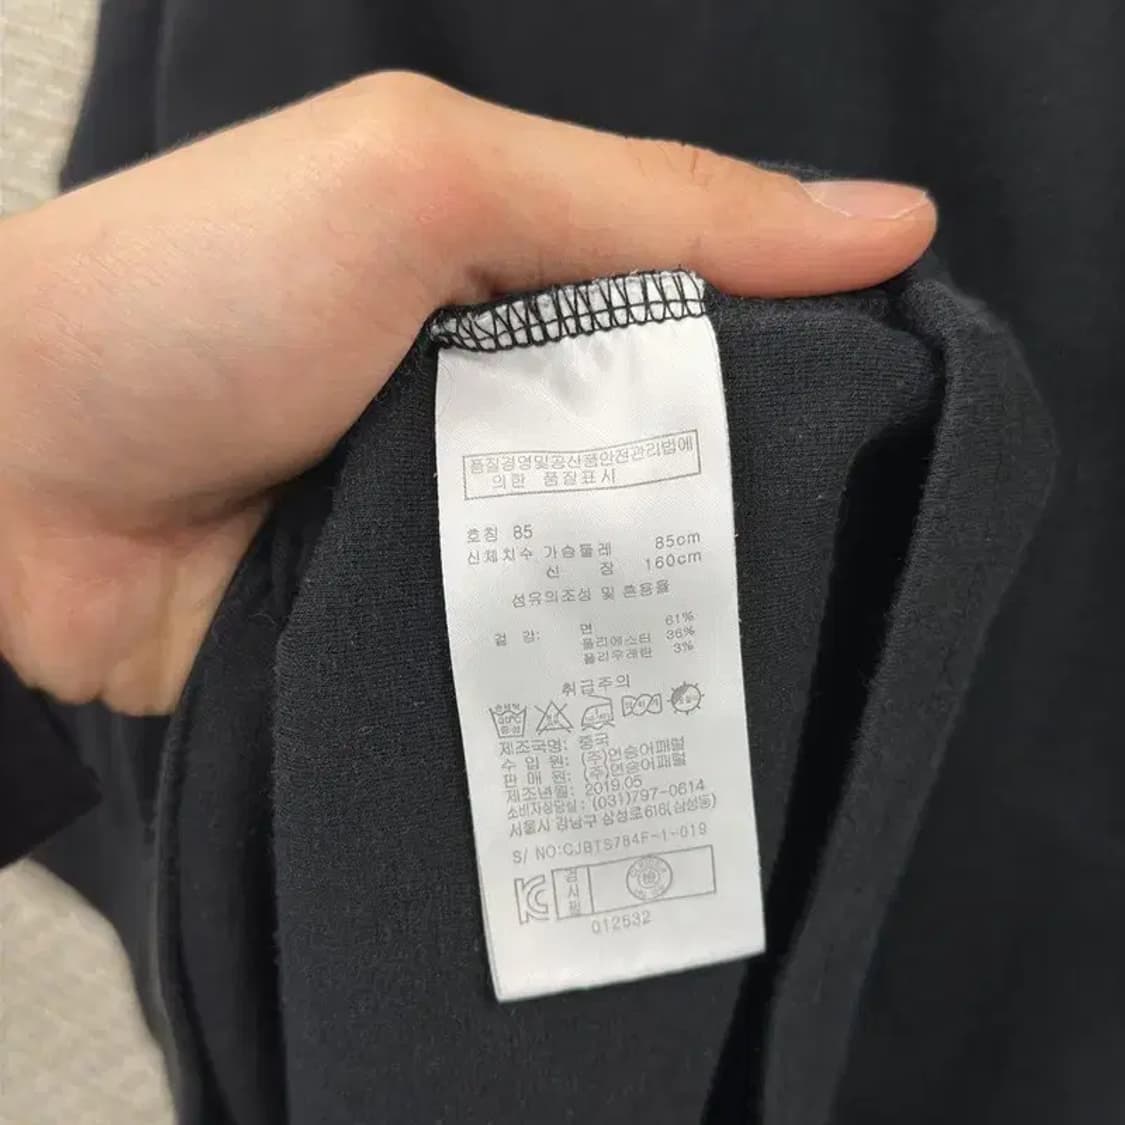 품질경영및공산품안전관리법에
의한 품질표시
호칭 85
신체치수 가슴둘레 85cm
신 장 160cm
섬유의조성 및 혼용율
겉 감: 면 61%
폴리에스터 36%
폴리우레탄 3%
취급주의
제조국명: 중국
수 입 원: (주)연승어패럴
판 매 원: (주)연승어패럴
제조년월: 2019.05
소비자상담실: (031)797-0614
서울시 강남구 삼성로616(삼성동)
S/ NO:CJBTS784F-1-019
검사필
012532